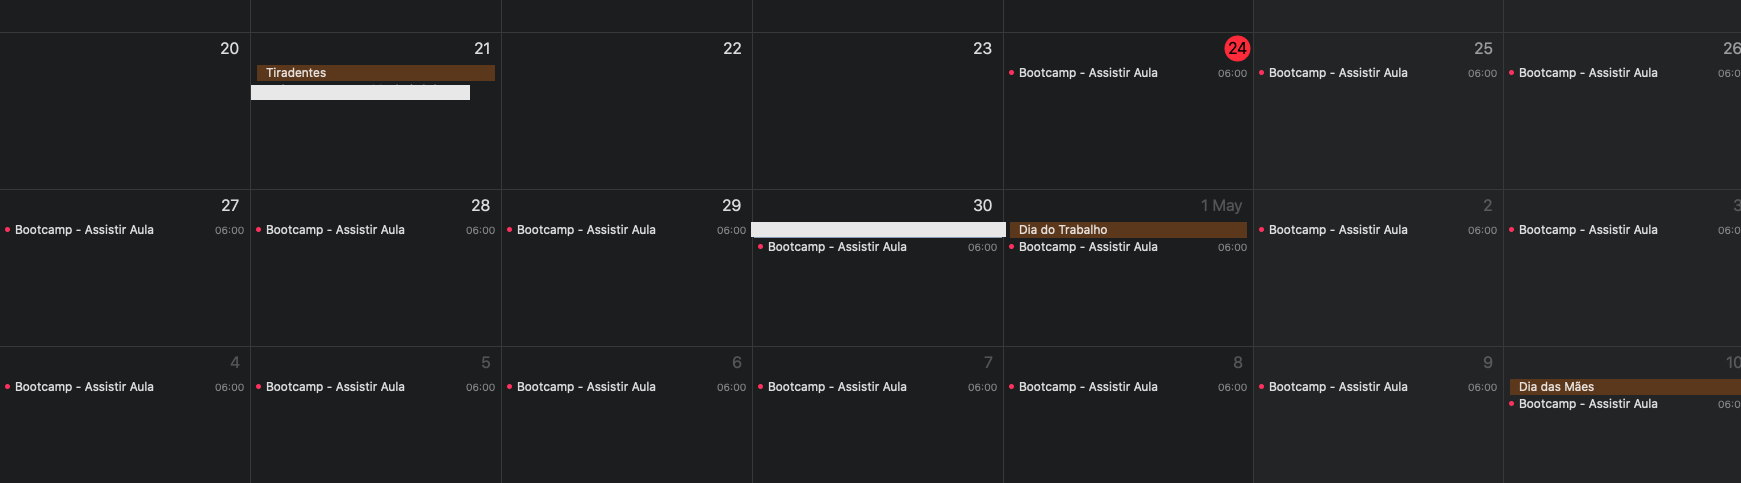 20 21 22 23 24 25 26
Tiradentes
Bootcamp - Assistir Aula 06:00
Bootcamp - Assistir Aula 06:00
Bootcamp - Assistir Aula 06:0
27 28 29 30 1 May 2 3
Bootcamp - Assistir Aula 06:00
Bootcamp - Assistir Aula 06:00
Bootcamp - Assistir Aula 06:00
Bootcamp - Assistir Aula 06:00
Dia do Trabalho
Bootcamp - Assistir Aula 06:00
Bootcamp - Assistir Aula 06:00
Bootcamp - Assistir Aula 06:0
4 5 6 7 8 9 10
Bootcamp - Assistir Aula 06:00
Bootcamp - Assistir Aula 06:00
Bootcamp - Assistir Aula 06:00
Bootcamp - Assistir Aula 06:00
Bootcamp - Assistir Aula 06:00
Bootcamp - Assistir Aula 06:00
Dia das Mães
Bootcamp - Assistir Aula 06:0